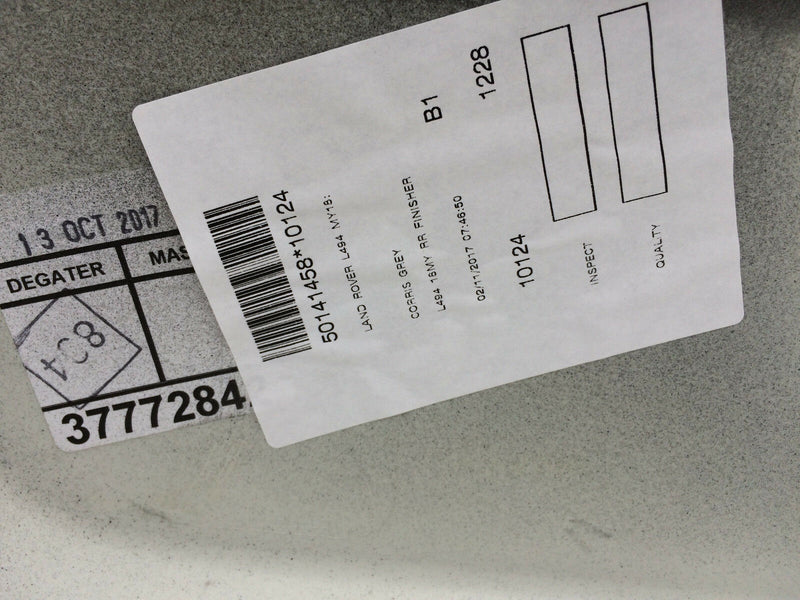 13 OCT 2017
DEGATER
MAS
804
3777284
50141458*10124
LAND ROVER L494 MY18:
B1
CORRIS GREY
L494 18MY RR FINISHER
1228
02/11/2017 07:46:50
10124
INSPECT
QUALITY